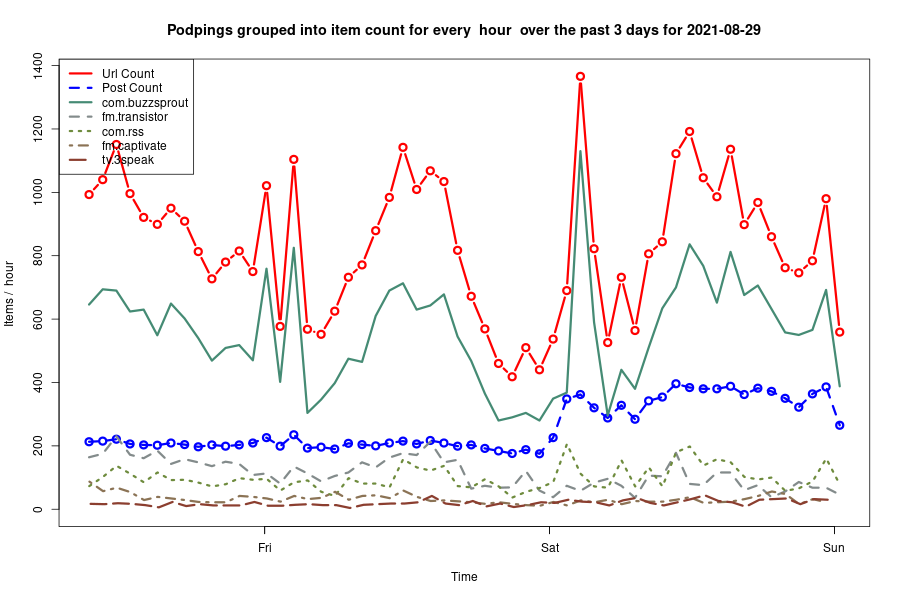 Podpings grouped into item count for every  hour  over the past 3 days for 2021-08-29
Url Count
Post Count
com.buzzsprout
fm.transistor
com.rss
fm.captivate
tv.3speak
Items /  hour
1400
1200
1000
800
600
400
200
0
Fri
Sat
Sun
Time